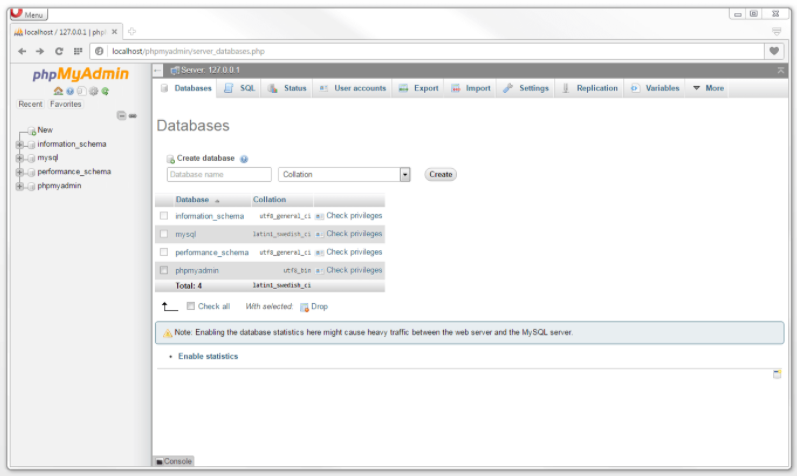 Menu
localhost / 127.0.0.1 | phpl
localhost/phpmyadmin/server_databases.php
phpMyAdmin
Recent Favorites
New
information_schema
mysql
performance_schema
phpmyadmin
Server: 127.0.0.1
Databases SQL Status User accounts Export Import Settings Replication Variables More
Databases
Create database
Database name Collation Create
Database Collation
information_schema utf8_general_ci Check privileges
mysql latin1_swedish_ci Check privileges
performance_schema utf8_general_ci Check privileges
phpmyadmin utf8_bin Check privileges
Total: 4 latin1_swedish_ci
Check all With selected: Drop
Note: Enabling the database statistics here might cause heavy traffic between the web server and the MySQL server.
Enable statistics
Console